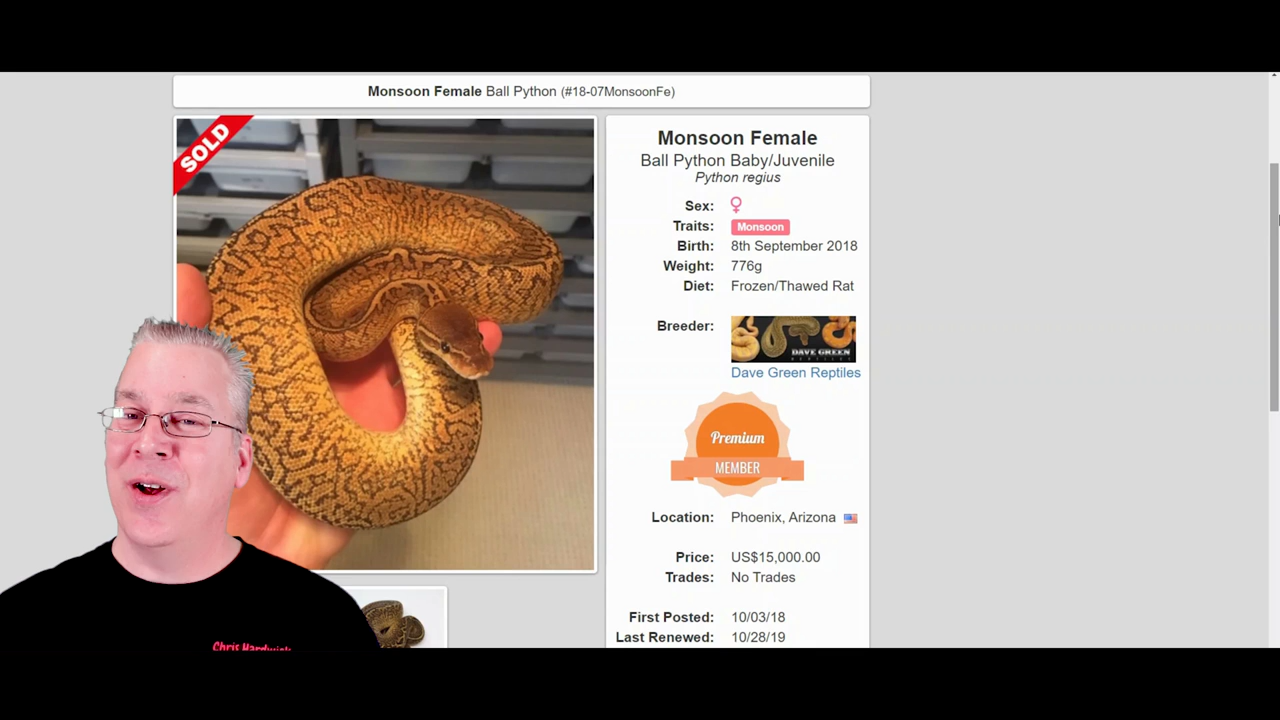 Monsoon Female Ball Python (#18-07MonsoonFe)
SOLD
Monsoon Female
Ball Python Baby/Juvenile
Python regius
Sex: ♀
Traits: Monsoon
Birth: 8th September 2018
Weight: 776g
Diet: Frozen/Thawed Rat
Breeder:
DAVE GREEN
REPTILES
Dave Green Reptiles
Premium
MEMBER
Location: Phoenix, Arizona
Price: US$15,000.00
Trades: No Trades
First Posted: 10/03/18
Last Renewed: 10/28/19
Chris Hardwick